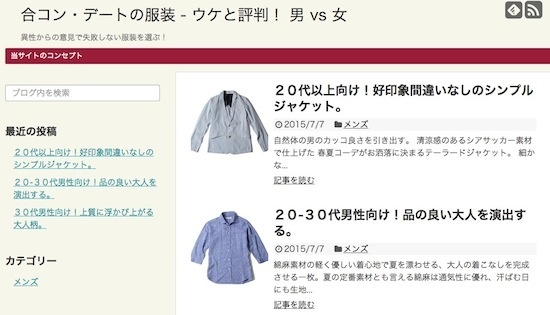 合コン・デートの服装 - ウケと評判！ 男 vs 女
異性からの意見で失敗しない服装を選ぶ！
当サイトのコンセプト
ブログ内を検索
最近の投稿
２０代以上向け！好印象間違いなしの
シンプルジャケット。
２０-３０代男性向け！品の良い大人を
演出する。
３０代男性向け！上質に浮かび上がる
大人柄。
カテゴリー
メンズ
２０代以上向け！好印象間違いなしのシンプル
ジャケット。
2015/7/7 メンズ
自然体の男のカッコ良さを引き出す。 清涼感のあるシアサッカー素材
で仕上げた 春夏コーデがお洒落に決まるテーラードジャケット。 細か
な...
記事を読む
２０-３０代男性向け！品の良い大人を演出す
る。
2015/7/7 メンズ
綿麻素材の軽く優しい着心地で夏を漂わせる、大人の着こなしを完成
させる一枚。夏の定番素材とも言える綿麻は通気性に優れ、汗ばむ日
にも生地...
記事を読む